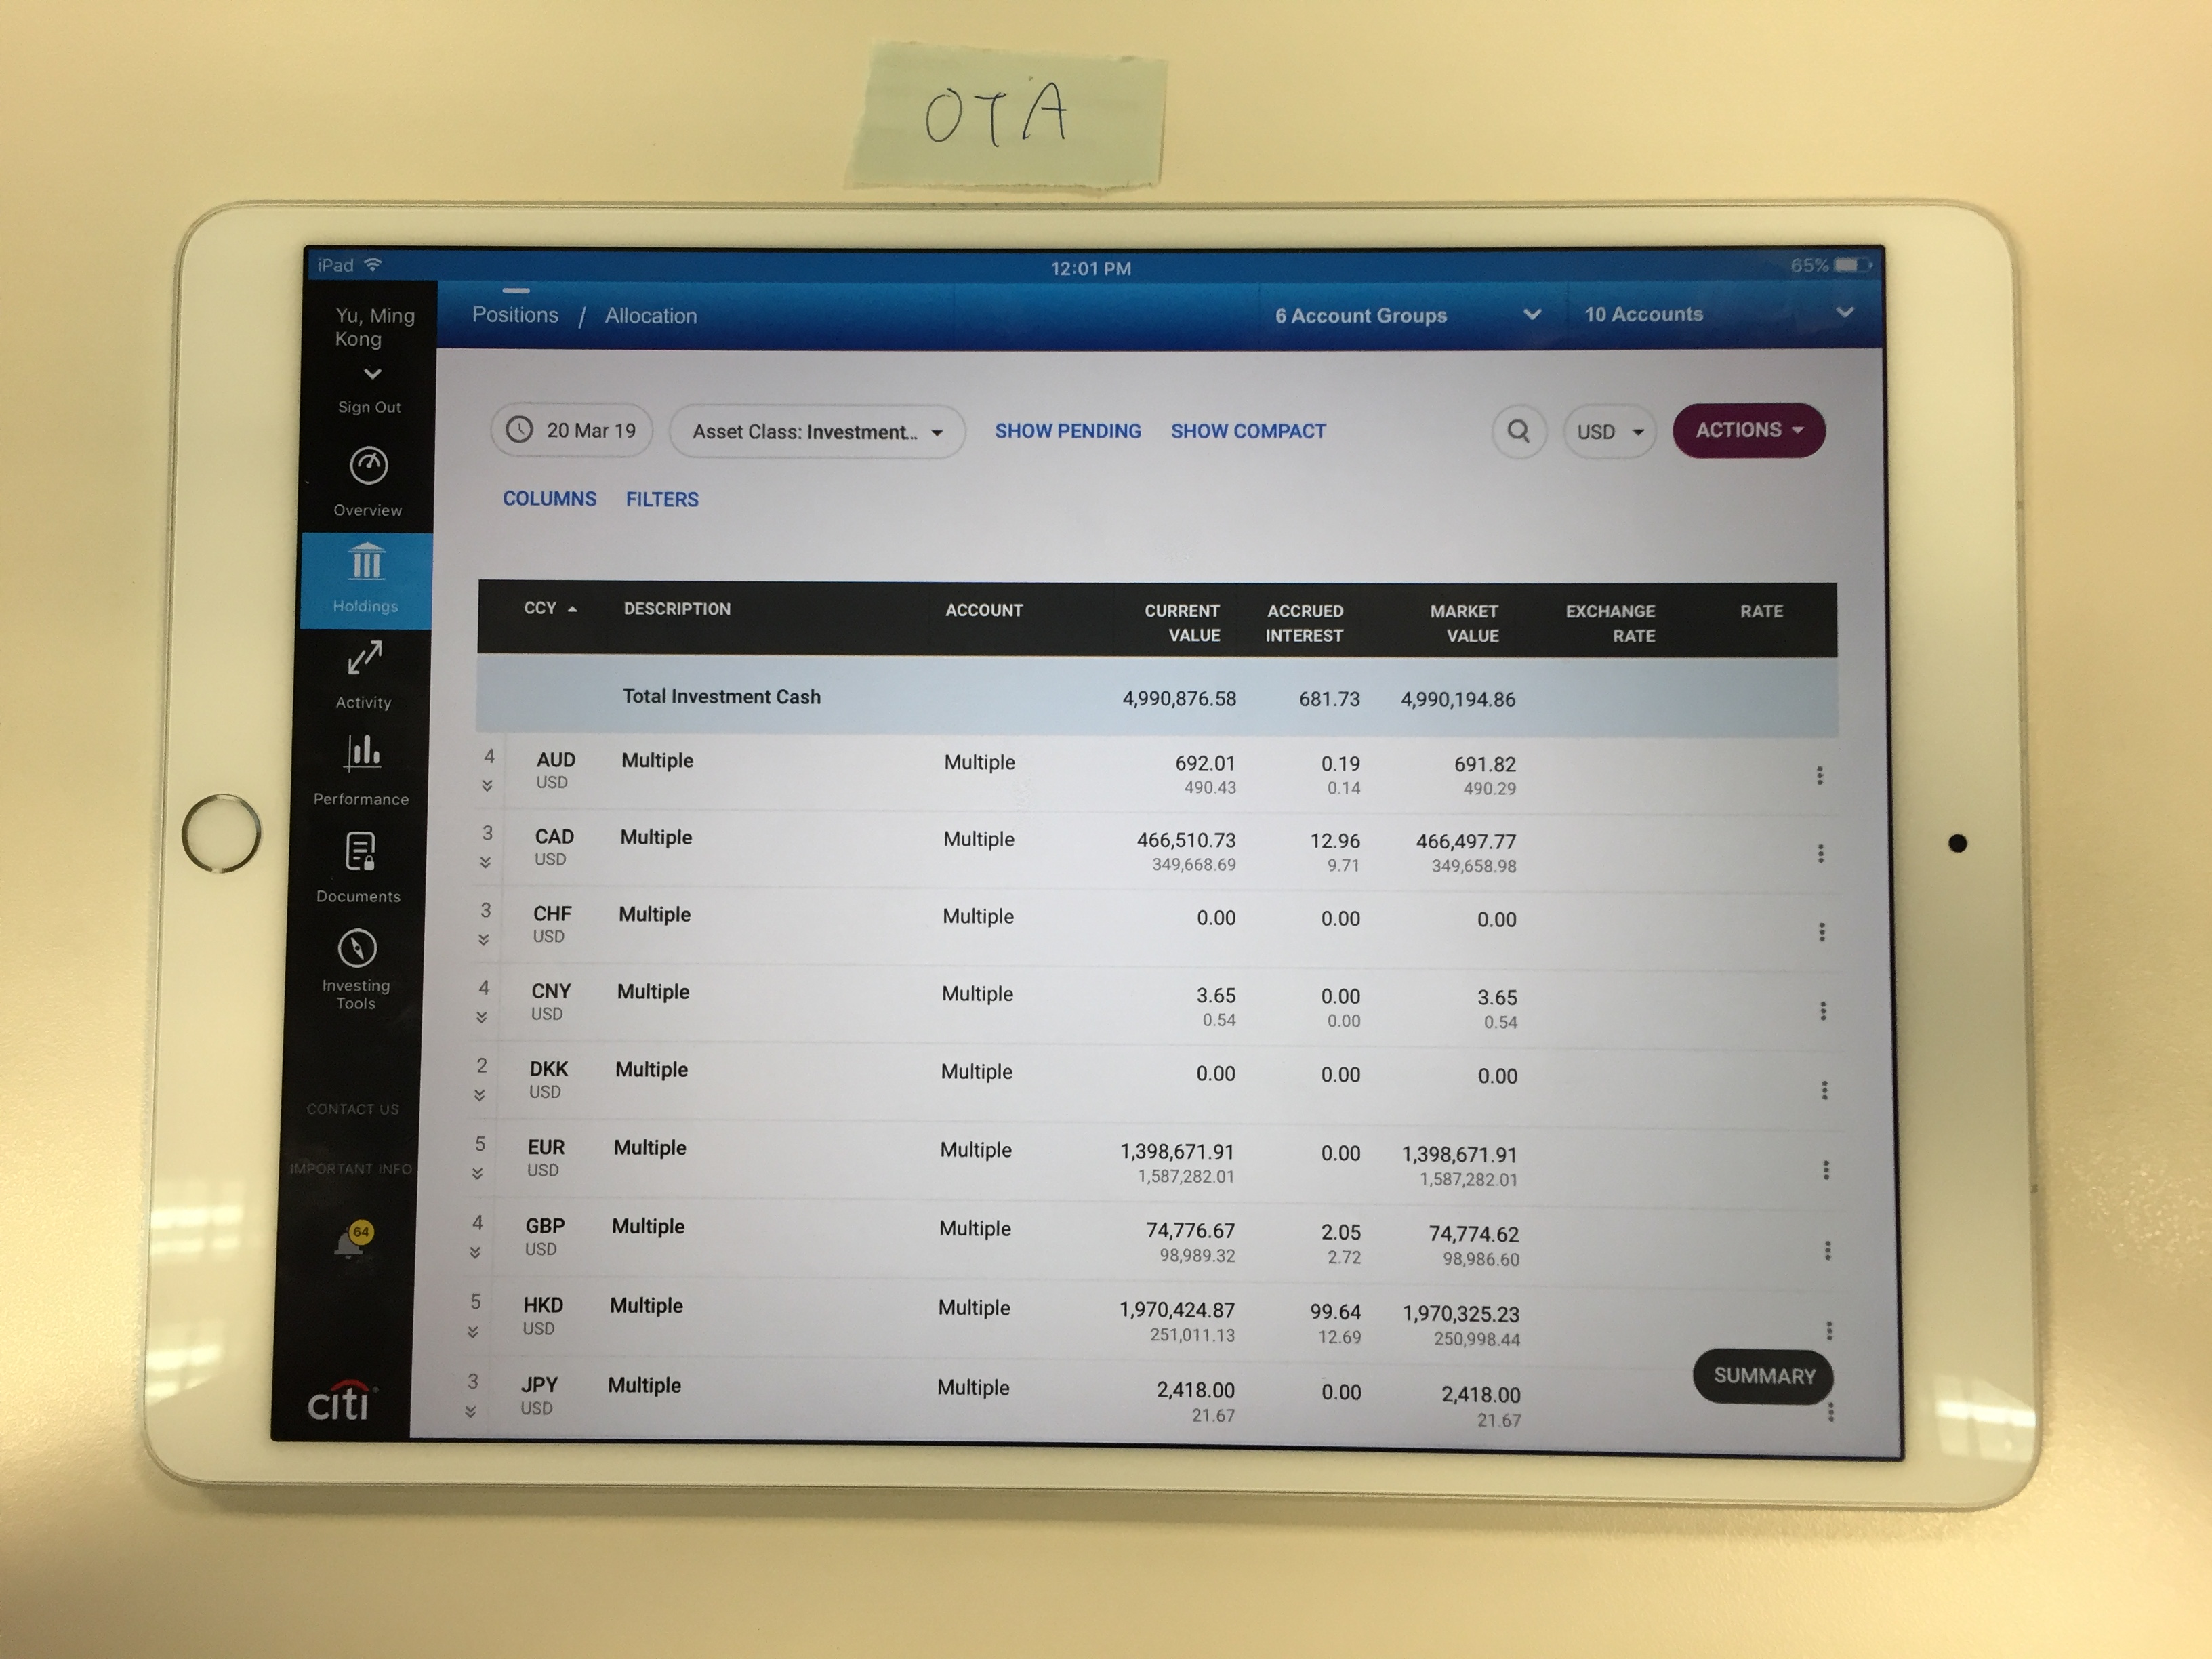 OTA
iPad 12:01 PM 65%
Yu, Ming
Kong
Sign Out
Overview
Holdings
Activity
Performance
Documents
Investing
Tools
CONTACT US
IMPORTANT INFO
64
citi
Positions / Allocation 6 Account Groups 10 Accounts
20 Mar 19 Asset Class: Investment.. SHOW PENDING SHOW COMPACT USD ACTIONS
COLUMNS FILTERS
CCY DESCRIPTION ACCOUNT CURRENT VALUE ACCRUED INTEREST MARKET VALUE EXCHANGE RATE RATE
Total Investment Cash 4,990,876.58 681.73 4,990,194.86
4 AUD Multiple Multiple 692.01 0.19 691.82
USD 490.43 0.14 490.29
3 CAD Multiple Multiple 466,510.73 12.96 466,497.77
USD 349,668.69 9.71 349,658.98
3 CHF Multiple Multiple 0.00 0.00 0.00
USD
4 CNY Multiple Multiple 3.65 0.00 3.65
USD 0.54 0.00 0.54
2 DKK Multiple Multiple 0.00 0.00 0.00
USD
5 EUR Multiple Multiple 1,398,671.91 0.00 1,398,671.91
USD 1,587,282.01 1,587,282.01
4 GBP Multiple Multiple 74,776.67 2.05 74,774.62
USD 98,989.32 2.72 98,986.60
5 HKD Multiple Multiple 1,970,424.87 99.64 1,970,325.23
USD 251,011.13 12.69 250,998.44
3 JPY Multiple Multiple 2,418.00 0.00 2,418.00
USD 21.67 21.67
SUMMARY